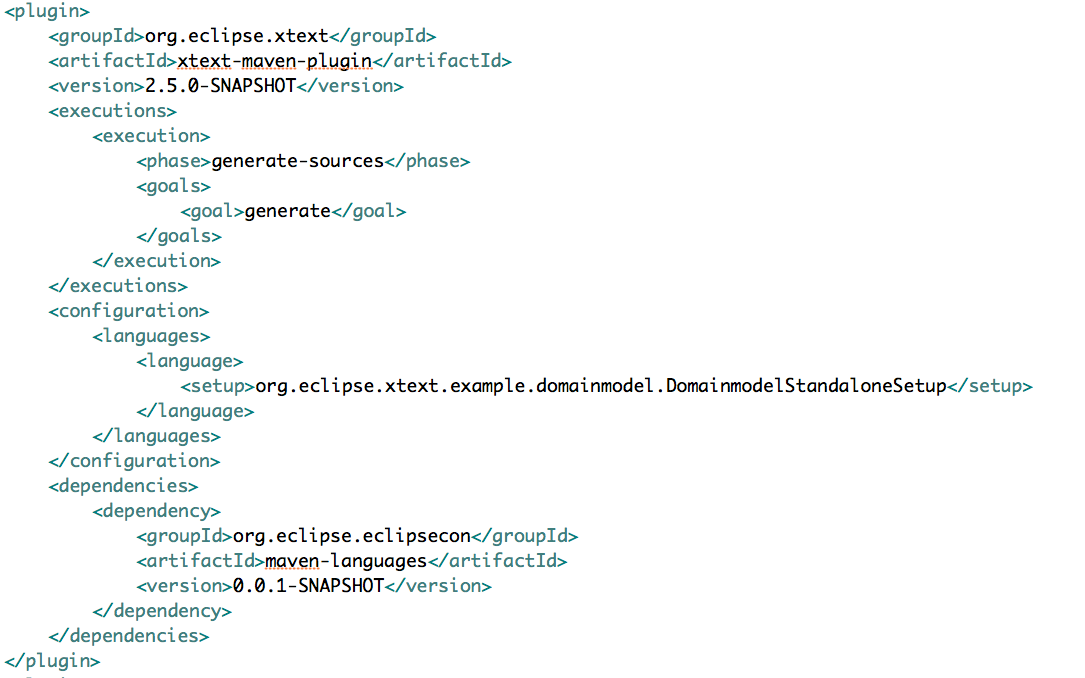 <plugin>
    <groupId>org.eclipse.xtext</groupId>
    <artifactId>xtext-maven-plugin</artifactId>
    <version>2.5.0-SNAPSHOT</version>
    <executions>
        <execution>
            <phase>generate-sources</phase>
            <goals>
                <goal>generate</goal>
            </goals>
        </execution>
    </executions>
    <configuration>
        <languages>
            <language>
                <setup>org.eclipse.xtext.example.domainmodel.DomainmodelStandaloneSetup</setup>
            </language>
        </languages>
    </configuration>
    <dependencies>
        <dependency>
            <groupId>org.eclipse.eclipsecon</groupId>
            <artifactId>maven-languages</artifactId>
            <version>0.0.1-SNAPSHOT</version>
        </dependency>
    </dependencies>
</plugin>